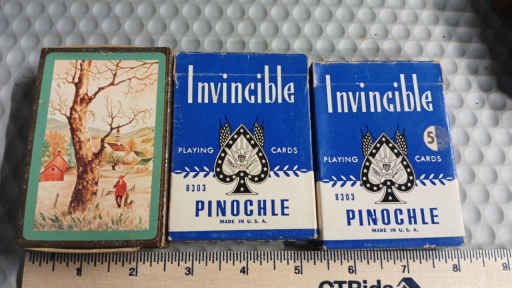 Invincible
PLAYING CARDS
8303
PINOCHLE
MADE IN U. S. A.
Invincible
5
PLAYING CARDS
8303
PINOCHLE
MADE IN U. S. A.
1 2 3 4 5 6 7 8 9